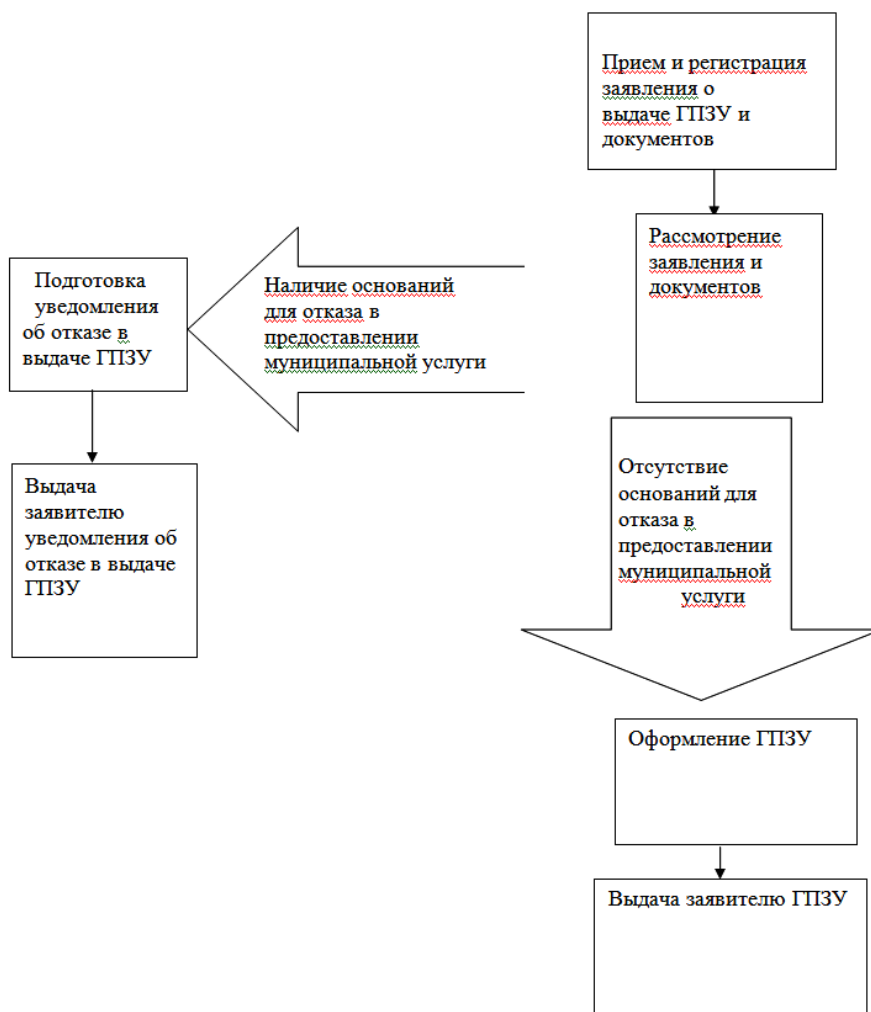 Прием и регистрация
заявления о
выдаче ГПЗУ и
документов
Рассмотрение
заявления и
документов
Наличие оснований
для отказа в
предоставлении
муниципальной услуги
Подготовка
уведомления
об отказе в
выдаче ГПЗУ
Выдача
заявителю
уведомления об
отказе в выдаче
ГПЗУ
Отсутствие
оснований для
отказа в
предоставлении
муниципальной
услуги
Оформление ГПЗУ
Выдача заявителю ГПЗУ